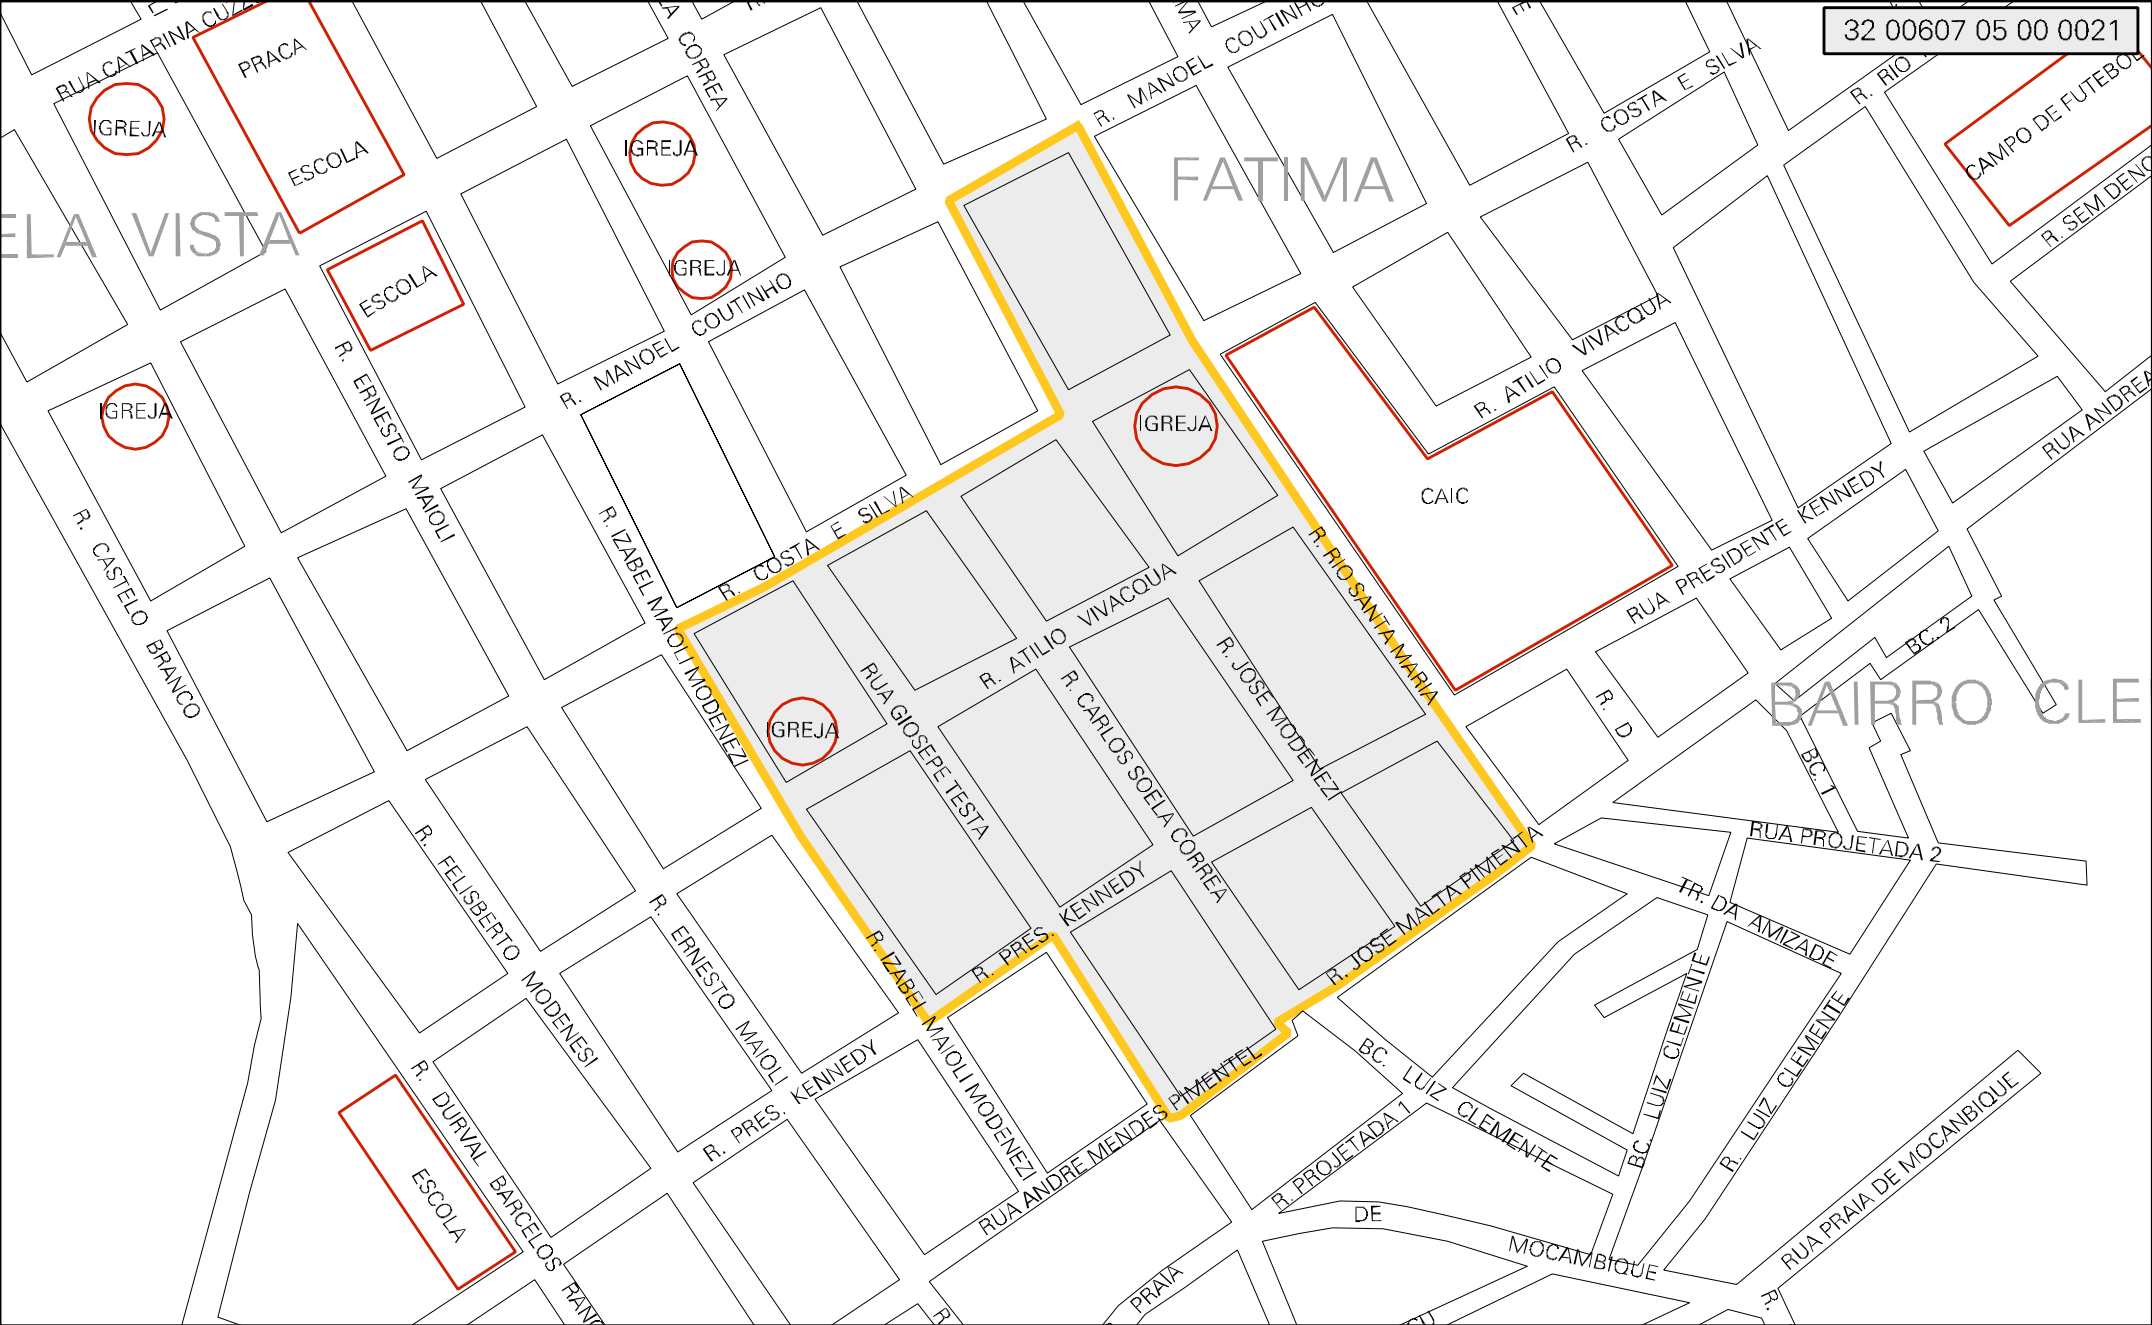 32 00607 05 00 0021
RUA CATARINA
PRACA
ESCOLA
IGREJA
CORREA
IGREJA
IGREJA
R. MANOEL COUTINHO
R. COSTA E SILVA
R. RIO
CAMPO DE FUTEBOL
R. SEM DENO
FATIMA
ELA VISTA
ESCOLA
R. MANOEL COUTINHO
R. ERNESTO MAIOLI
IGREJA
IGREJA
R. ATILIO VIVACQUA
RUA ANDREA
CAIC
R. CASTELO BRANCO
R. IZABEL MAIOLI MODENEZI
R. COSTA E SILVA
R. RIO SANTA MARIA
RUA PRESIDENTE KENNEDY
R. ATILIO VIVACQUA
IGREJA
RUA GIOSEPE TESTA
R. CARLOS SOELA CORREA
R. JOSE MODENEZI
R. D
BC. 2
BAIRRO CLE
BC. 1
RUA PROJETADA 2
R. FELISBERTO MODENESI
R. ERNESTO MAIOLI
R. IZABEL MAIOLI MODENEZI
R. PRES. KENNEDY
R. JOSE MALTA PIMENTA
TR. DA AMIZADE
BC. LUIZ CLEMENTE
R. LUIZ CLEMENTE
BC. LUIZ CLEMENTE
R. PRES. KENNEDY
RUA ANDRE MENDES PIMENTEL
R. PROJETADA 1
R. DURVAL BARCELOS RANG
ESCOLA
PRAIA DE MOCAMBIQUE
RUA PRAIA DE MOCANBIQUE
R.
R.